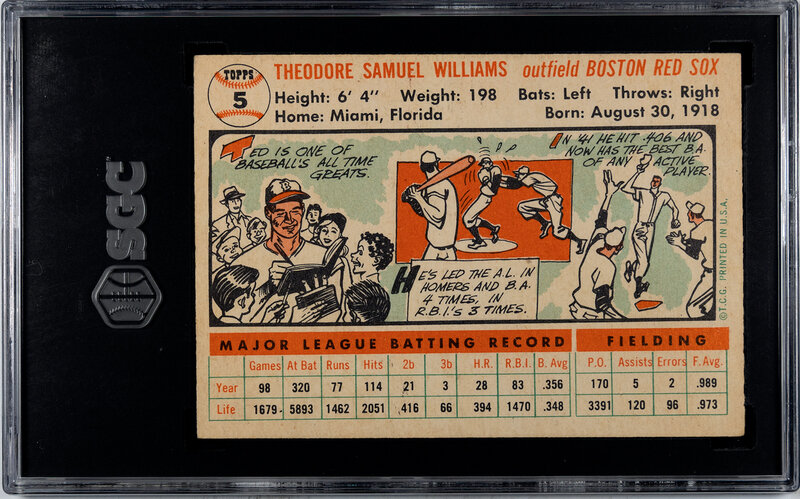 SGC
TOPPS
5
THEODORE SAMUEL WILLIAMS outfield BOSTON RED SOX
Height: 6' 4" Weight: 198 Bats: Left Throws: Right
Home: Miami, Florida Born: August 30, 1918
TED IS ONE OF
BASEBALL'S ALL TIME
GREATS.
B
HE'S LED THE A.L. IN
HOMERS AND B.A.
4 TIMES, IN
R.B.I.'S 3 TIMES.
IN '41 HE HIT .406 AND
NOW HAS THE BEST B.A.
OF ANY ACTIVE
PLAYER.
©T.C.G. PRINTED IN U.S.A.
MAJOR LEAGUE BATTING RECORD FIELDING
Games At Bat Runs Hits 2b 3b H.R. R.B.I. B. Avg P.O. Assists Errors F. Avg.
Year 98 320 77 114 21 3 28 83 .356 170 5 2 .989
Life 1679 5893 1462 2051 416 66 394 1470 .348 3391 120 96 .973